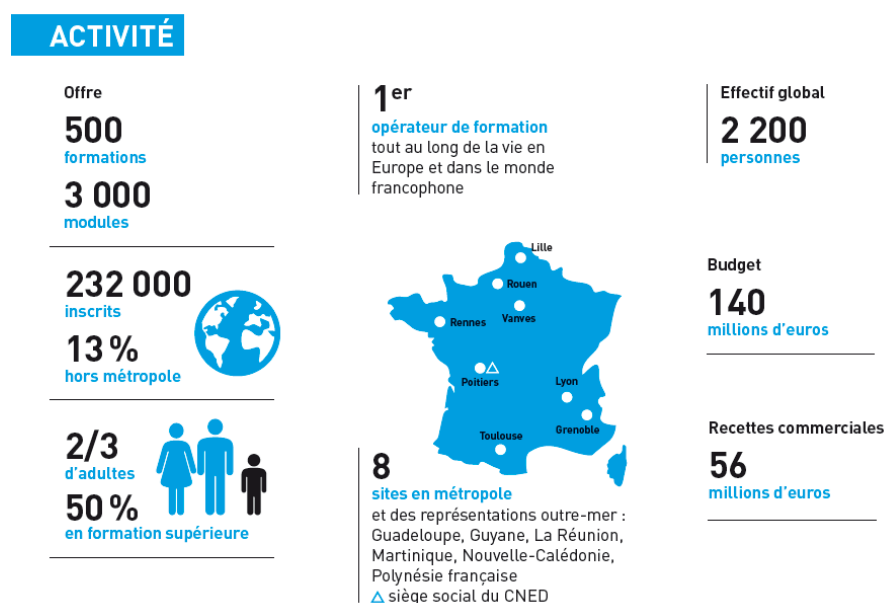 ACTIVITÉ
Offre
500
formations
3 000
modules
232 000
inscrits
13 %
hors métropole
2/3
d’adultes
50 %
en formation supérieure
1er
opérateur de formation
tout au long de la vie en
Europe et dans le monde
francophone
Lille
Rouen
Vanves
Rennes
Poitiers
Lyon
Grenoble
Toulouse
8
sites en métropole
et des représentations outre-mer :
Guadeloupe, Guyane, La Réunion,
Martinique, Nouvelle-Calédonie,
Polynésie française
siège social du CNED
Effectif global
2 200
personnes
Budget
140
millions d’euros
Recettes commerciales
56
millions d’euros